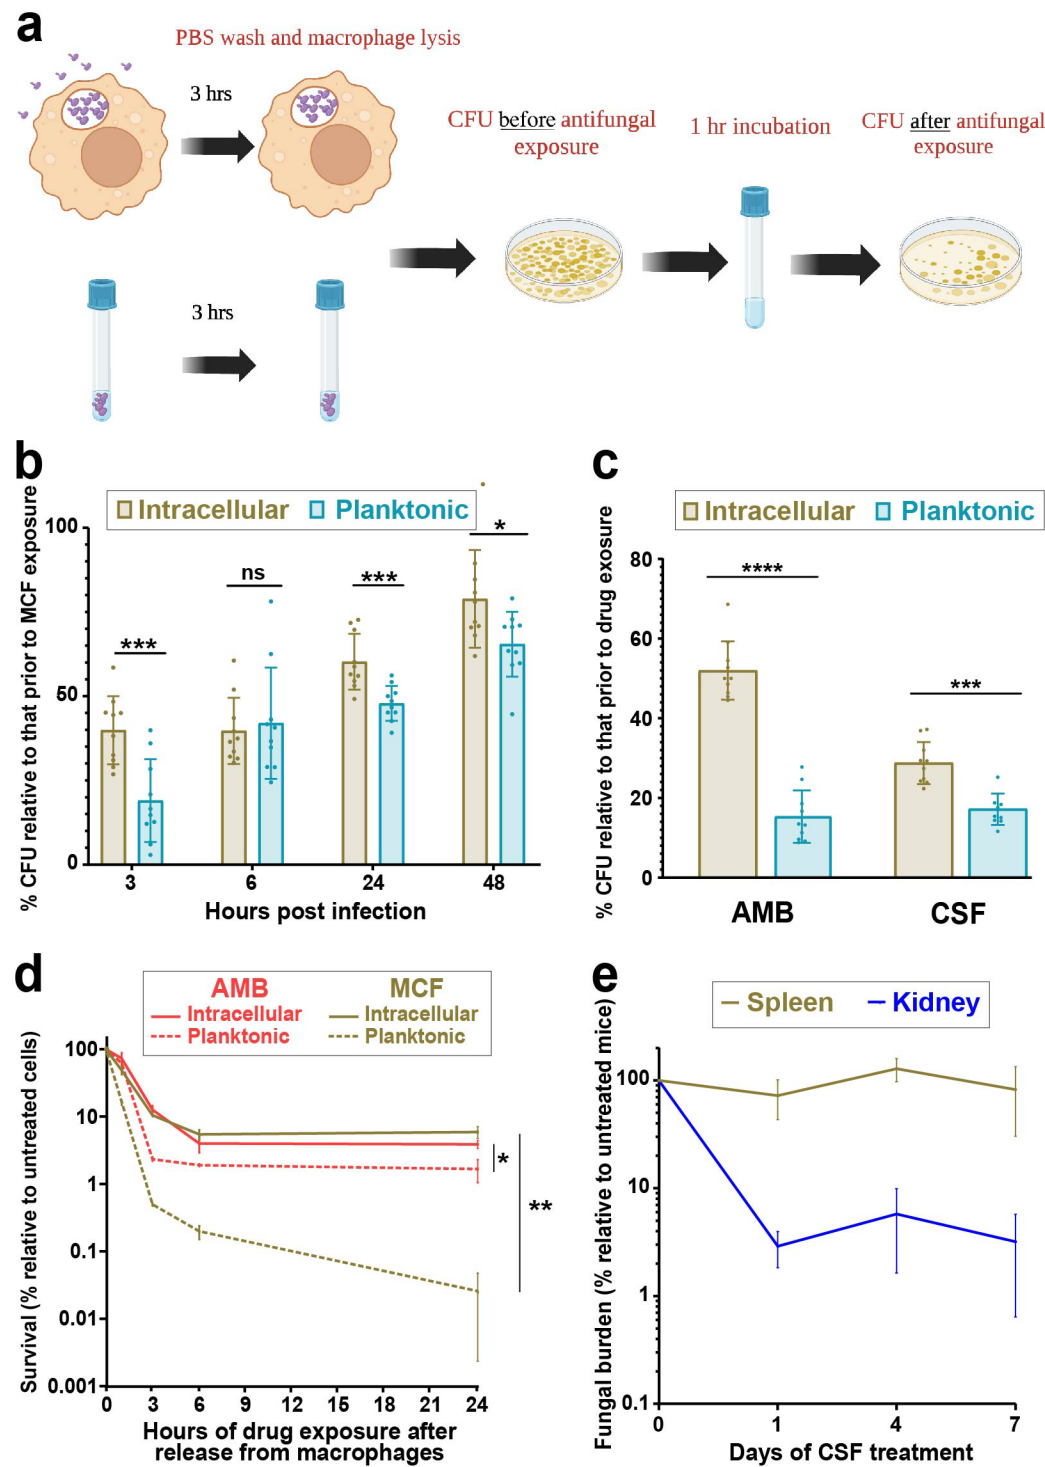 a
PBS wash and macrophage lysis
3 hrs
CFU before antifungal
exposure
1 hr incubation
CFU after antifungal
exposure
3 hrs
b
Intracellular Planktonic
% CFU relative to that prior to MCF exposure
100
50
0
***
ns
***
*
3 6 24 48
Hours post infection
c
Intracellular Planktonic
% CFU relative to that prior to drug exosure
80
60
40
20
0
****
***
AMB CSF
d
AMB MCF
Intracellular Intracellular
Planktonic Planktonic
Survival (% relative to untreated cells)
100
10
1
0.1
0.01
0.001
*
**
0 3 6 9 12 15 18 21 24
Hours of drug exposure after
release from macrophages
e
Spleen Kidney
Fungal burden (% relative to untreated mice)
100
10
1
0.1
0 1 4 7
Days of CSF treatment